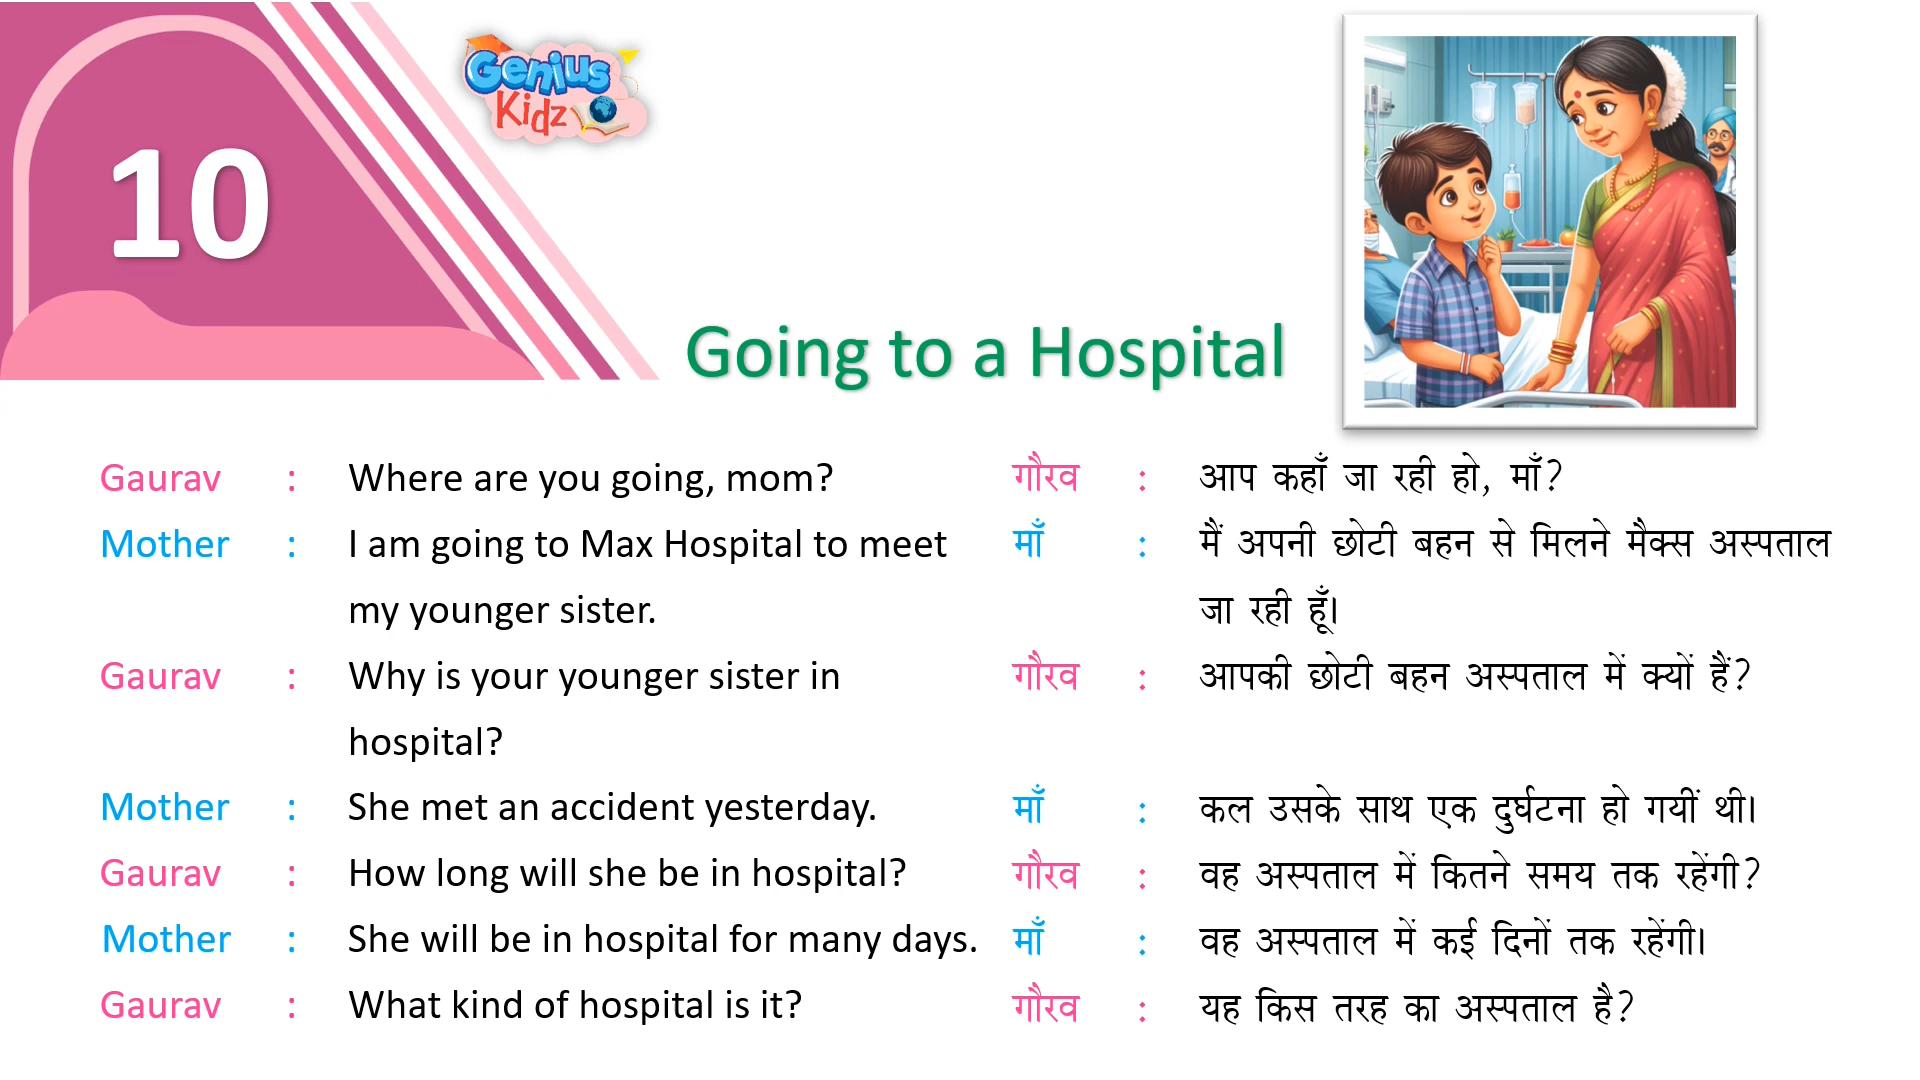 10
Genius
Kidz
Going to a Hospital
Gaurav : Where are you going, mom?
Mother : I am going to Max Hospital to meet
my younger sister.
Gaurav : Why is your younger sister in
hospital?
Mother : She met an accident yesterday.
Gaurav : How long will she be in hospital?
Mother : She will be in hospital for many days.
Gaurav : What kind of hospital is it?
गौरव : आप कहाँ जा रही हो, माँ?
माँ : मैं अपनी छोटी बहन से मिलने मैक्स अस्पताल
जा रही हूँ।
गौरव : आपकी छोटी बहन अस्पताल में क्यों हैं?
माँ : कल उसके साथ एक दुर्घटना हो गयीं थी।
गौरव : वह अस्पताल में कितने समय तक रहेंगी?
माँ : वह अस्पताल में कई दिनों तक रहेंगी।
गौरव : यह किस तरह का अस्पताल है?